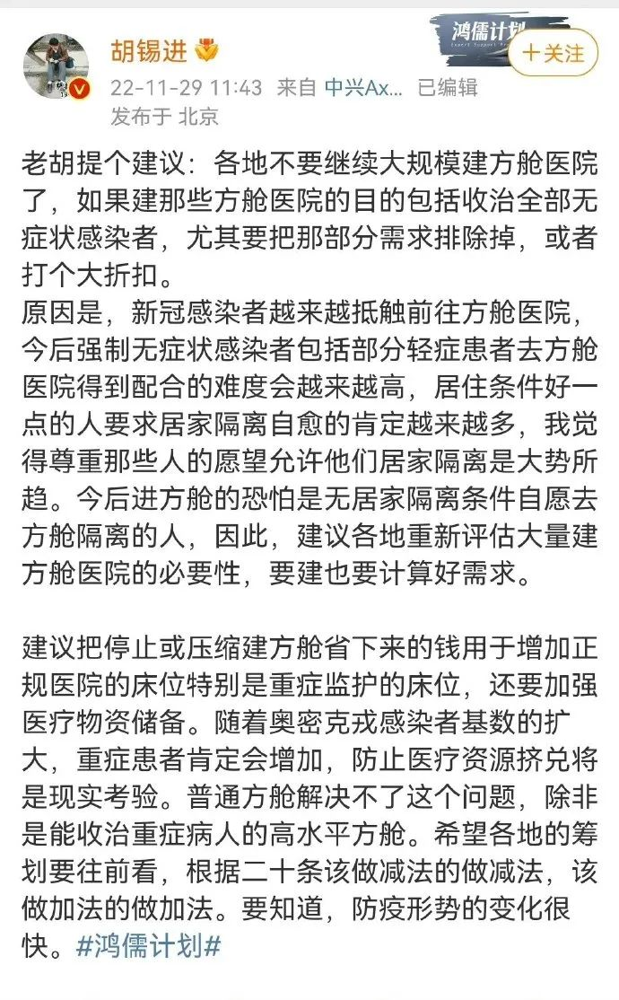 胡锡进
鸿儒计划
Expert Support Pr
+关注
22-11-29 11:43 来自 中兴Ax... 已编辑
发布于 北京
老胡提个建议：各地不要继续大规模建方舱医院
了，如果建那些方舱医院的目的包括收治全部无
症状感染者，尤其要把那部分需求排除掉，或者
打个大折扣。
原因是，新冠感染者越来越抵触前往方舱医院，
今后强制无症状感染者包括部分轻症患者去方舱
医院得到配合的难度会越来越高，居住条件好一
点的人要求居家隔离自愈的肯定越来越多，我觉
得尊重那些人的愿望允许他们居家隔离是大势所
趋。今后进方舱的恐怕是无居家隔离条件自愿去
方舱隔离的人，因此，建议各地重新评估大量建
方舱医院的必要性，要建也要计算好需求。
建议把停止或压缩建方舱省下来的钱用于增加正
规医院的床位特别是重症监护的床位，还要加强
医疗物资储备。随着奥密克戎感染者基数的扩
大，重症患者肯定会增加，防止医疗资源挤兑将
是现实考验。普通方舱解决不了这个问题，除非
是能收治重症病人的高水平方舱。希望各地的筹
划要往前看，根据二十条该做减法的做减法，该
做加法的做加法。要知道，防疫形势的变化很
快。#鸿儒计划#